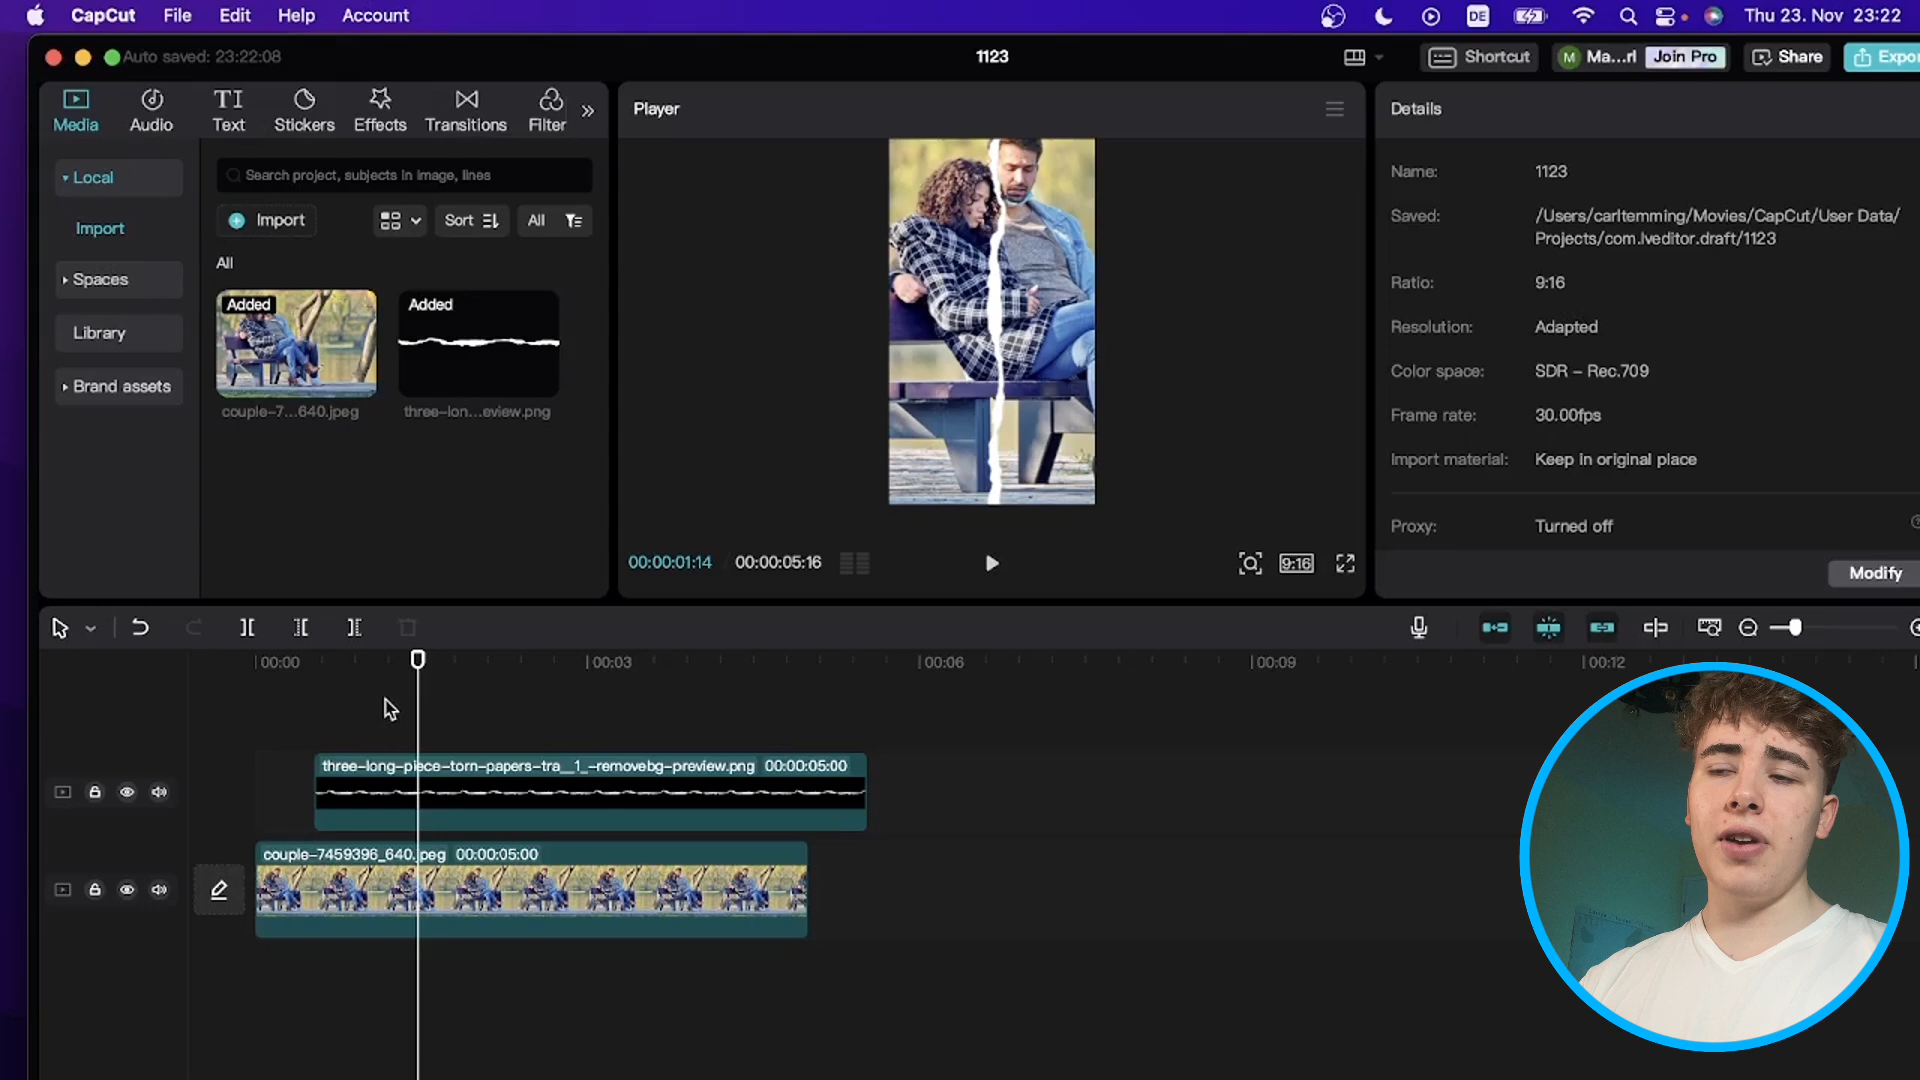 CapCut File Edit Help Account DE Thu 23. Nov 23:22
Auto saved: 23:22:08 1123 Shortcut M Ma...rl Join Pro Share Expor
Media Audio Text Stickers Effects Transitions Filter
Local
Import
Spaces
Library
Brand assets
Search project, subjects in image, lines
Import Sort All
All
Added Added
couple-7...640.jpeg three-lon...eview.png
Player
00:00:01:14 00:00:05:16 9:16
Details
Name: 1123
Saved: /Users/carltemming/Movies/CapCut/User Data/
Projects/com.lveditor.draft/1123
Ratio: 9:16
Resolution: Adapted
Color space: SDR – Rec.709
Frame rate: 30.00fps
Import material: Keep in original place
Proxy: Turned off
Modify
00:00 00:03 00:06 00:09 00:12
three-long-piece-torn-papers-tra__1_-removebg-preview.png 00:00:05:00
couple-7459396_640.jpeg 00:00:05:00